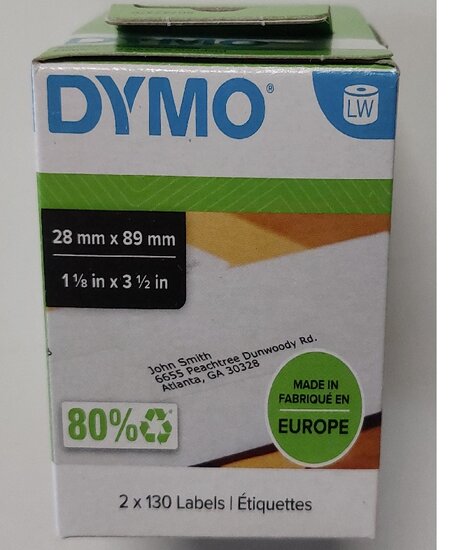 DYMO®
LW
28 mm x 89 mm
1 ⅛ in x 3 ½ in
John Smith
6655 Peachtree Dunwoody Rd.
Atlanta, GA 30328
80%
MADE IN
FABRIQUÉ EN
EUROPE
2 x 130 Labels | Étiquettes